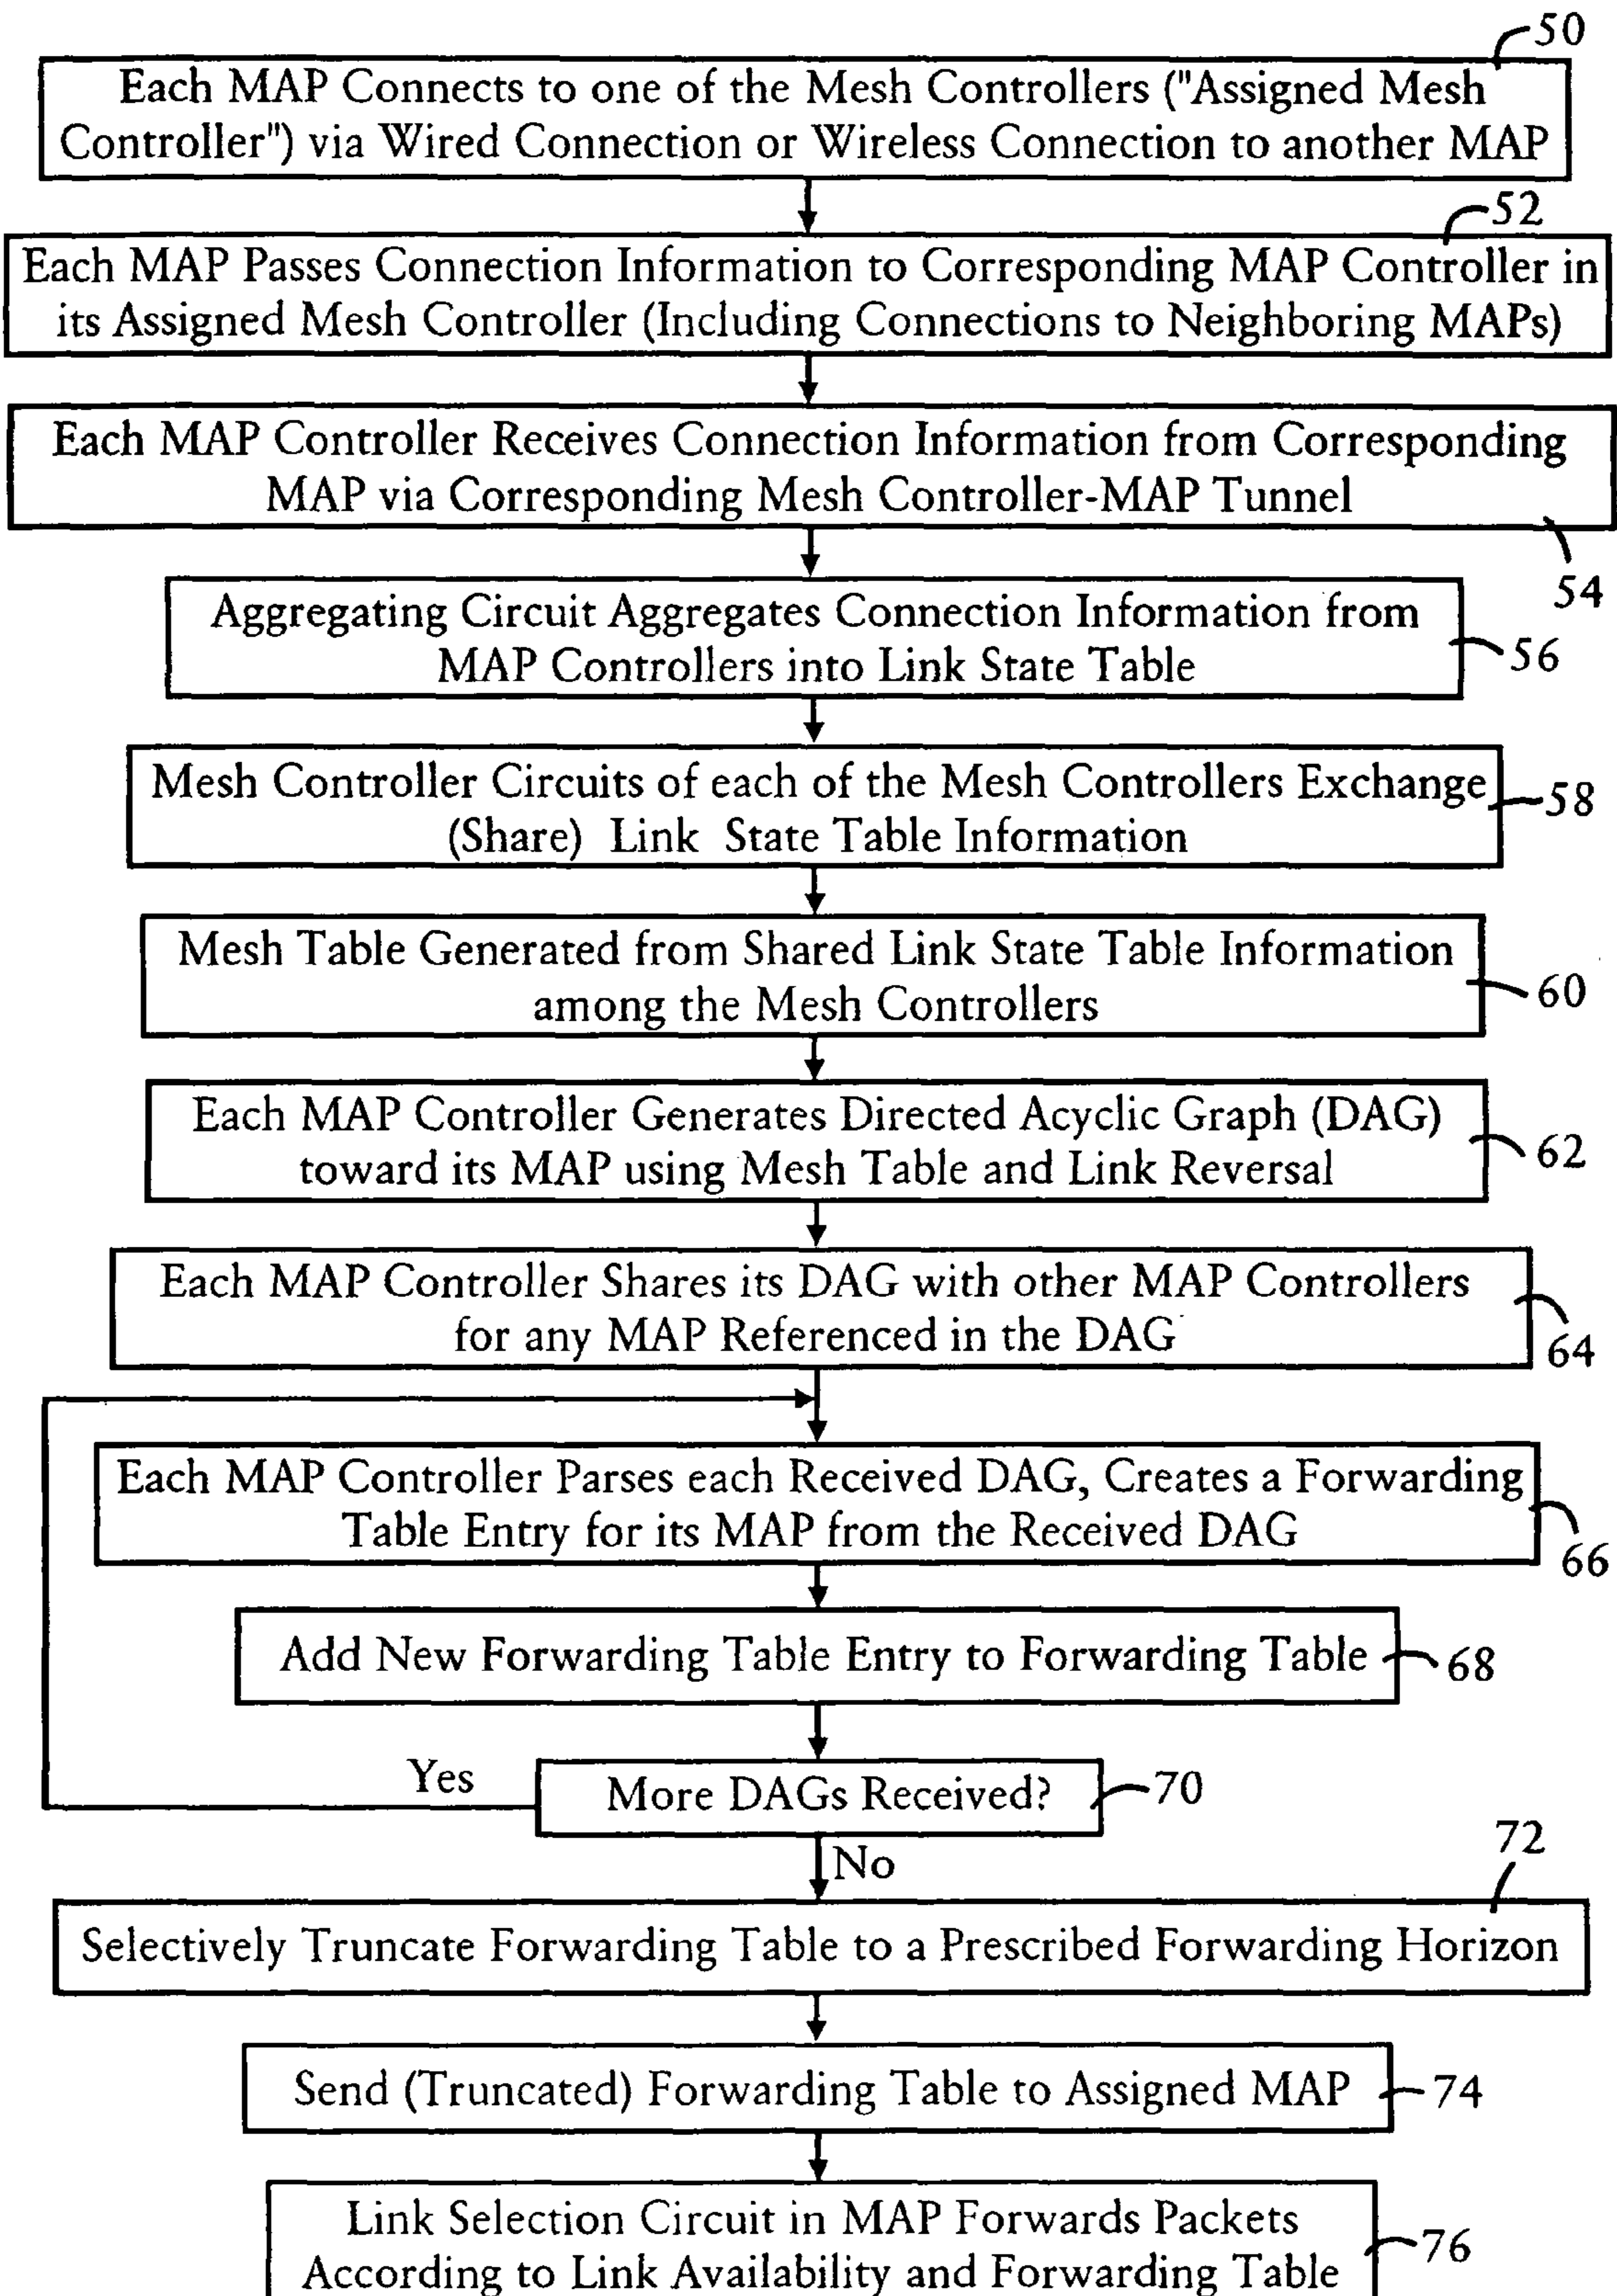 50
Each MAP Connects to one of the Mesh Controllers ("Assigned Mesh
Controller") via Wired Connection or Wireless Connection to another MAP
52
Each MAP Passes Connection Information to Corresponding MAP Controller in
its Assigned Mesh Controller (Including Connections to Neighboring MAPs)
Each MAP Controller Receives Connection Information from Corresponding
MAP via Corresponding Mesh Controller-MAP Tunnel
54
Aggregating Circuit Aggregates Connection Information from
MAP Controllers into Link State Table
56
Mesh Controller Circuits of each of the Mesh Controllers Exchange
(Share) Link State Table Information
58
Mesh Table Generated from Shared Link State Table Information
among the Mesh Controllers
60
Each MAP Controller Generates Directed Acyclic Graph (DAG)
toward its MAP using Mesh Table and Link Reversal
62
Each MAP Controller Shares its DAG with other MAP Controllers
for any MAP Referenced in the DAG
64
Each MAP Controller Parses each Received DAG, Creates a Forwarding
Table Entry for its MAP from the Received DAG
66
Add New Forwarding Table Entry to Forwarding Table
68
Yes
More DAGs Received?
70
No
72
Selectively Truncate Forwarding Table to a Prescribed Forwarding Horizon
Send (Truncated) Forwarding Table to Assigned MAP
74
Link Selection Circuit in MAP Forwards Packets
According to Link Availability and Forwarding Table
76